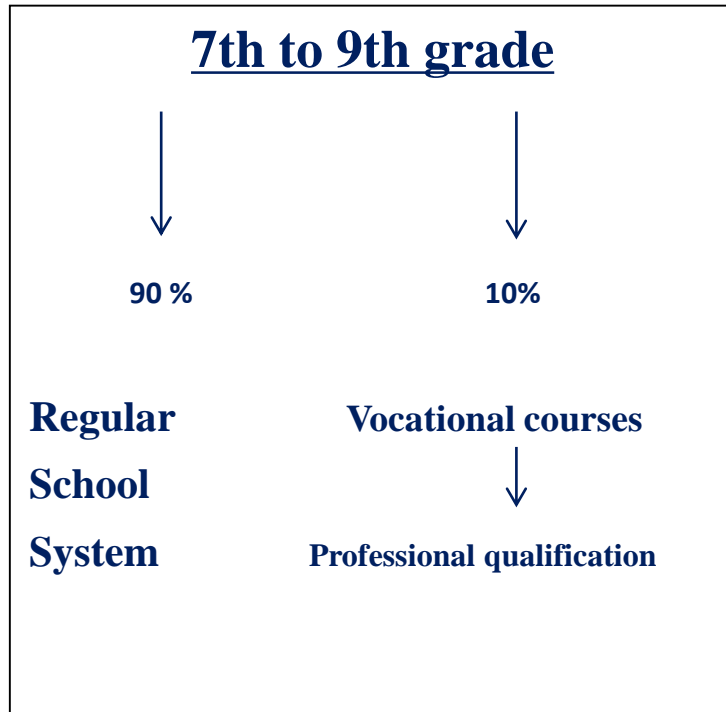 7th to 9th grade
90 %
10%
Regular
School
System
Vocational courses
Professional qualification